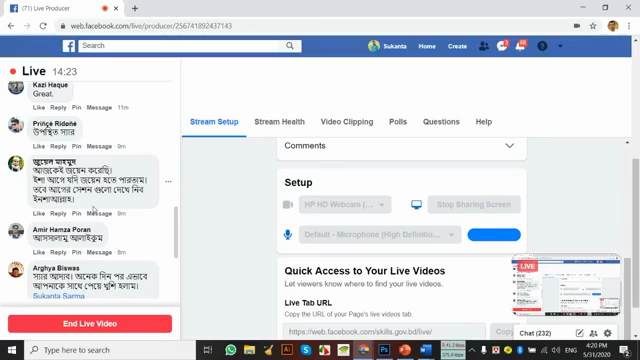 (71) Live Producer
web.facebook.com/live/producer/256741892437143
Search
Sukanta
Home
Create
Live 14:23
Kazi Haque
Great.
Like Reply Pin Message 11m
Prinçe Ridøñé
উপস্থিত স্যার
Like Reply Pin Message 9m
জুয়েল মাহমুদ
আজকেই জয়েন করেছি।
ইশ! আগে যদি জয়েন হতে পারতাম।
তবে আগের সেশন গুলো দেখে নিব
ইনশাআল্লাহ।
Like Reply Pin Message 9m
Amir Hamza Poran
আসসালামু আলাইকুম
Like Reply Pin Message 8m
Arghya Biswas
স্যার আদাব। অনেক দিন পর এভাবে
আপনাকে সাথে পেয়ে খুশি হলাম।
Sukanta Sarma
End Live Video
Stream Setup
Stream Health
Video Clipping
Polls
Questions
Help
Comments
Setup
HP HD Webcam
Stop Sharing Screen
Default - Microphone (High Definition...
Quick Access to Your Live Videos
Let viewers know where to find your live videos.
Live Tab URL
Copy of your Page's live videos tab.
https://web.facebook.com/skills.gov.bd/live/
Copy
LIVE
Chat (232)
Type here to search
ENG
4:20 PM
5/31/2020